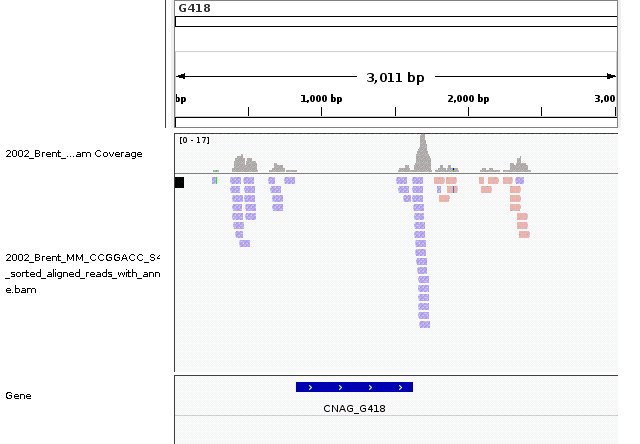 G418
3,011 bp
bp 1,000 bp 2,000 bp 3,00
[0 - 17]
2002_Brent_...am Coverage
2002_Brent_MM_CCGGACC_S4
_sorted_aligned_reads_with_ann
e.bam
Gene
CNAG_G418